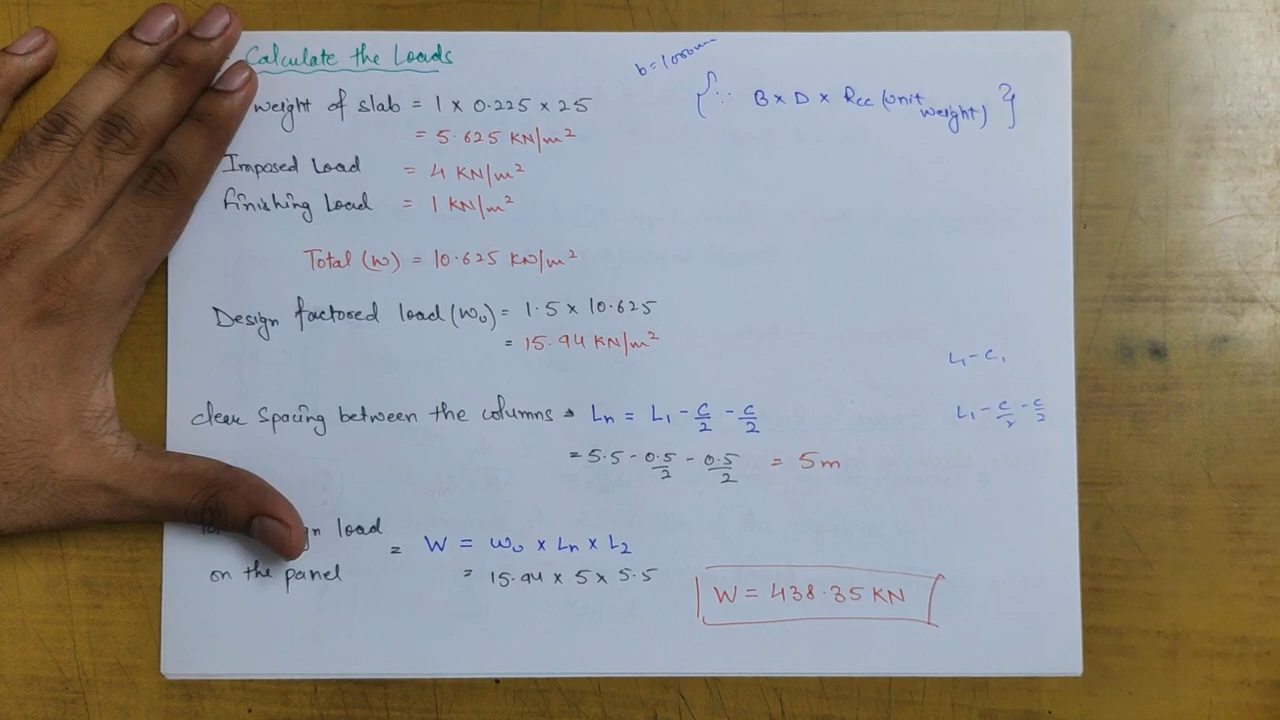 Calculate the Loads
b = 1000mm
weight of slab = 1 × 0.225 × 25
{∵ B × D × Rcc (unit weight)}
= 5.625 KN/m²
Imposed Load = 4 KN/m²
finishing Load = 1 KN/m²
Total (w) = 10.625 KN/m²
Design factored load (w₀) = 1.5 × 10.625
= 15.94 KN/m²
L₁ - C₁
clear spacing between the columns → Ln = L₁ - C/2 - C/2
L₁ - C/2 - C/2
= 5.5 - 0.5/2 - 0.5/2 = 5m
gn load on the panel = W = w₀ × Ln × L₂
= 15.94 × 5 × 5.5
W = 438.35 KN